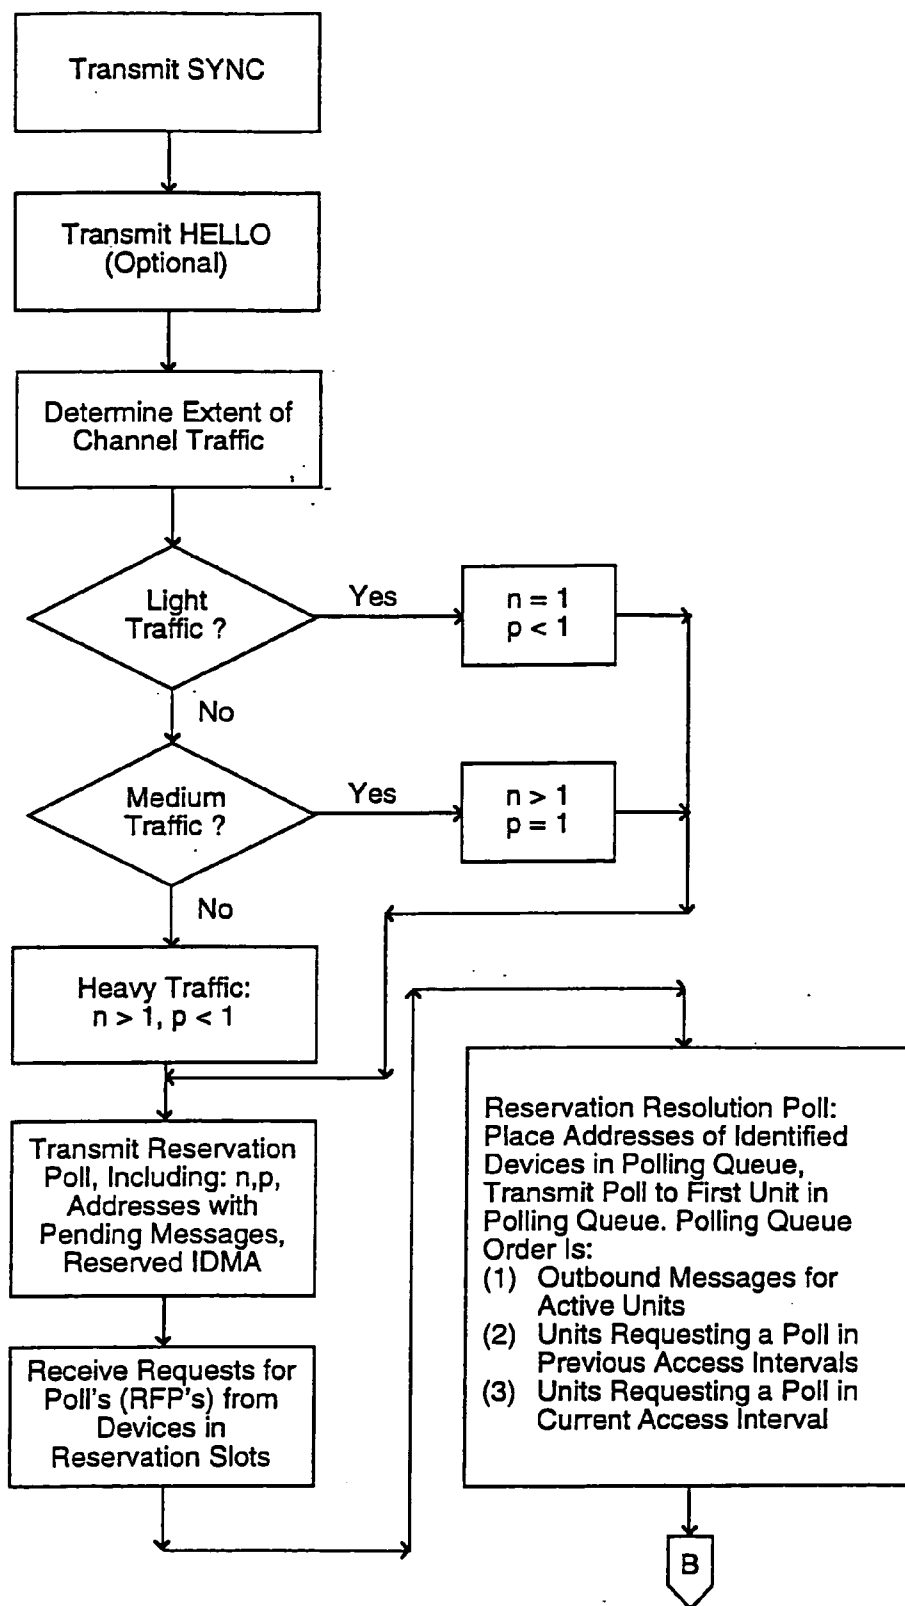 Transmit SYNC
Transmit HELLO
(Optional)
Determine Extent of
Channel Traffic
Light
Traffic ?
Yes
n = 1
p < 1
No
Medium
Traffic ?
Yes
n > 1
p = 1
No
Heavy Traffic:
n > 1, p < 1
Transmit Reservation
Poll, Including: n,p,
Addresses with
Pending Messages,
Reserved IDMA
Receive Requests for
Poll's (RFP's) from
Devices in
Reservation Slots
Reservation Resolution Poll:
Place Addresses of Identified
Devices in Polling Queue,
Transmit Poll to First Unit in
Polling Queue. Polling Queue
Order Is:
(1) Outbound Messages for
Active Units
(2) Units Requesting a Poll in
Previous Access Intervals
(3) Units Requesting a Poll in
Current Access Interval
B